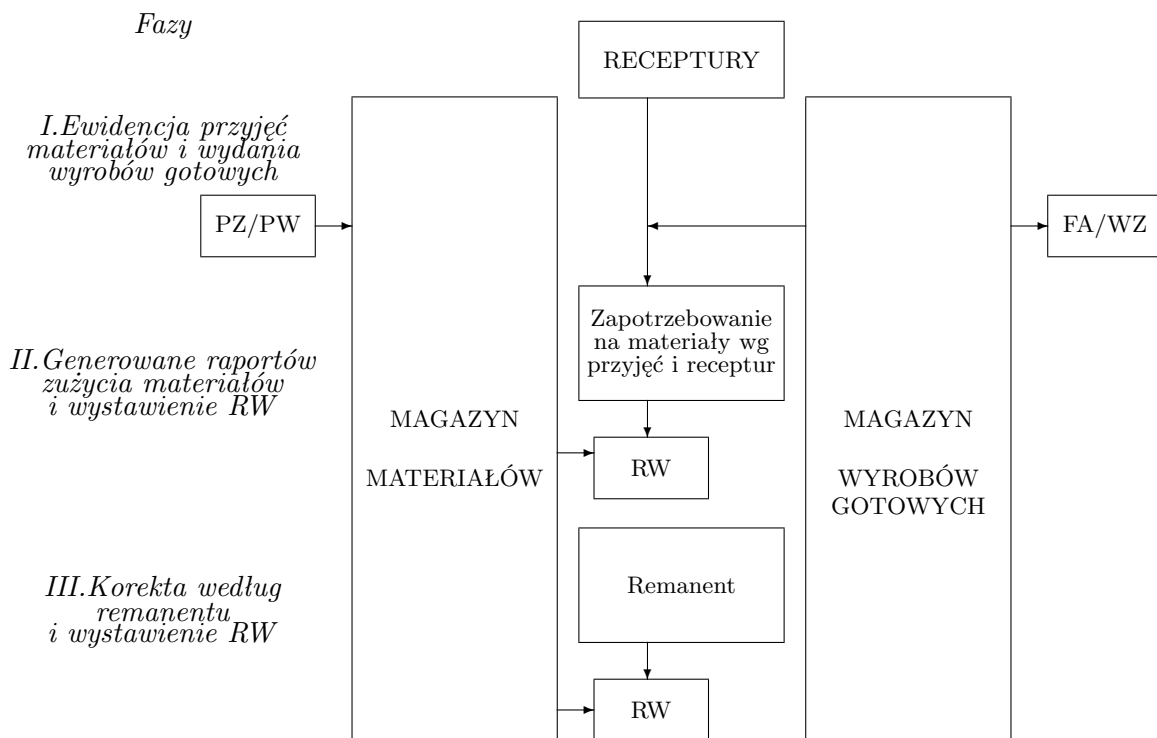 Fazy
RECEPTURY
I.Ewidencja przyjęć
materiałów i wydania
wyrobów gotowych
PZ/PW
FA/WZ
Zapotrzebowanie
na materiały wg
przyjęć i receptur
II.Generowane raportów
zużycia materiałów
i wystawienie RW
MAGAZYN
MATERIAŁÓW
RW
MAGAZYN
WYROBÓW
GOTOWYCH
III.Korekta według
remanentu
i wystawienie RW
Remanent
RW